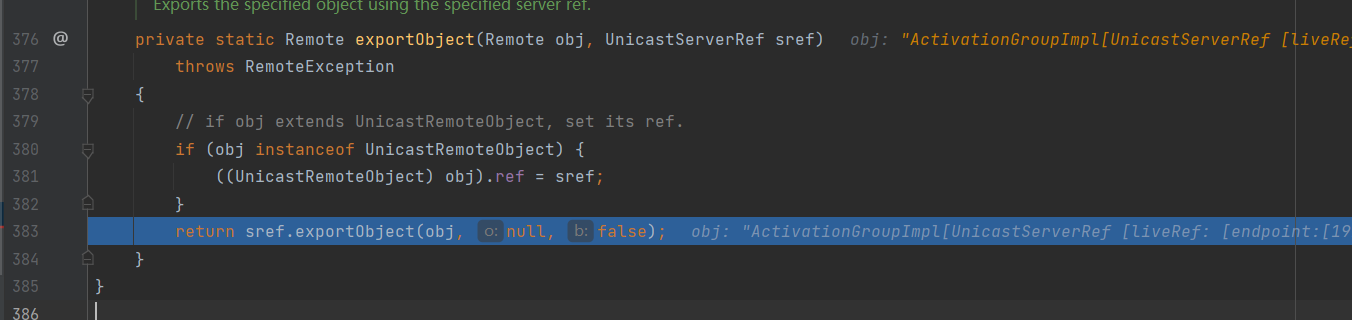 Exports the specified object using the specified server ref.
376 @ private static Remote exportObject(Remote obj, UnicastServerRef sref) obj: "ActivationGroupImpl[UnicastServerRef [liveRe
377 throws RemoteException
378 {
379 // if obj extends UnicastRemoteObject, set its ref.
380 if (obj instanceof UnicastRemoteObject) {
381 ((UnicastRemoteObject) obj).ref = sref;
382 }
383 return sref.exportObject(obj, o: null, b: false); obj: "ActivationGroupImpl[UnicastServerRef [liveRef: [endpoint:[19
384 }
385 }
386